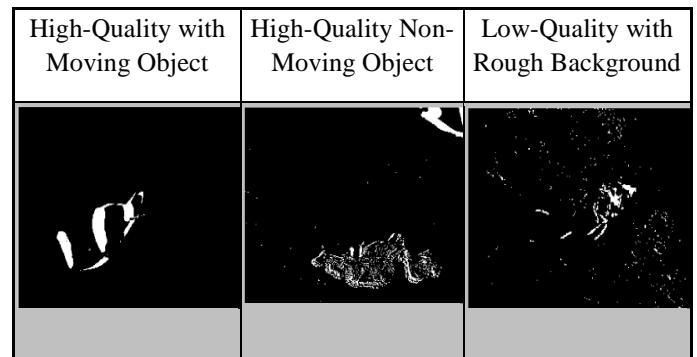 High-Quality with
Moving Object
High-Quality Non-
Moving Object
Low-Quality with
Rough Background